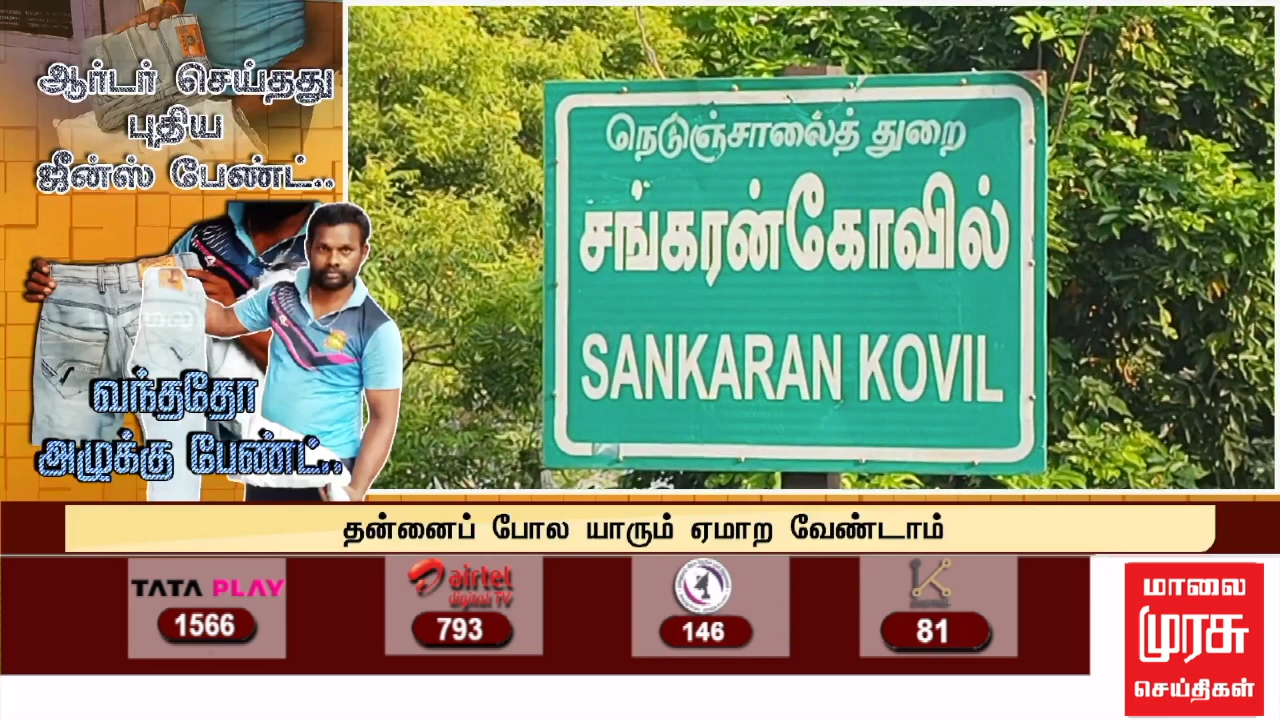 ஆர்டர் செய்தது
புதிய
ஜீன்ஸ் பேண்ட்..
வந்ததோ
அழுக்கு பேண்ட்..
நெடுஞ்சாலைத் துறை
சங்கரன்கோவில்
SANKARAN KOVIL
தன்னைப் போல யாரும் ஏமாற வேண்டாம்
TATA PLAY
1566
airtel
digital TV
793
146
81
மாலை
முரசு
செய்திகள்